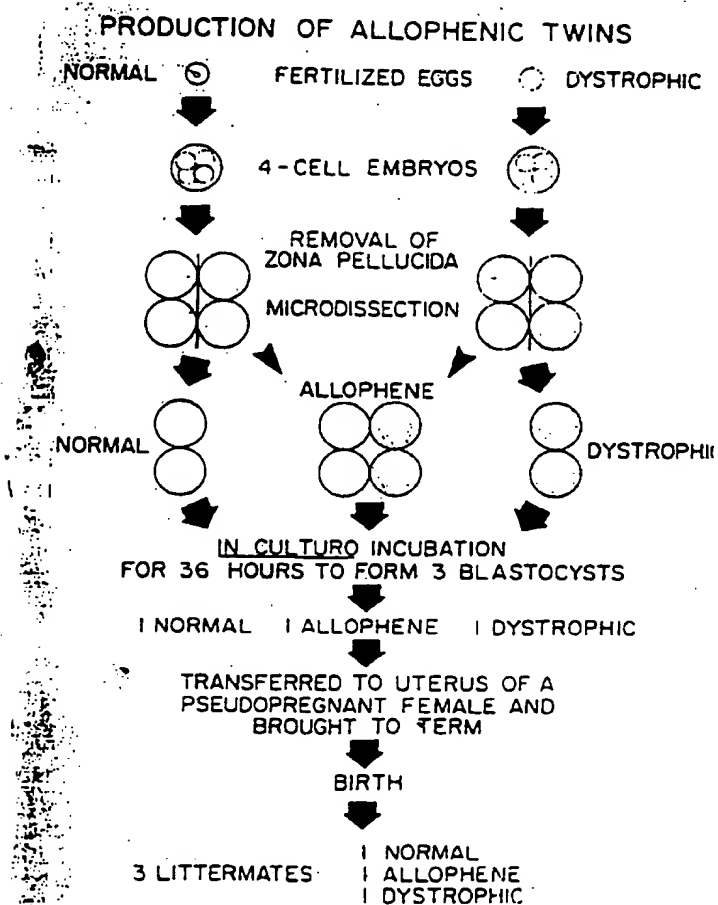 PRODUCTION OF ALLOPHENIC TWINS
NORMAL FERTILIZED EGGS DYSTROPHIC
4-CELL EMBRYOS
REMOVAL OF
ZONA PELLUCIDA
MICRODISSECTION
ALLOPHENE
NORMAL DYSTROPHIC
IN CULTURO INCUBATION
FOR 36 HOURS TO FORM 3 BLASTOCYSTS
1 NORMAL 1 ALLOPHENE 1 DYSTROPHIC
TRANSFERRED TO UTERUS OF A
PSEUDOPREGNANT FEMALE AND
BROUGHT TO TERM
BIRTH
1 NORMAL
3 LITTERMATES 1 ALLOPHENE
1 DYSTROPHIC